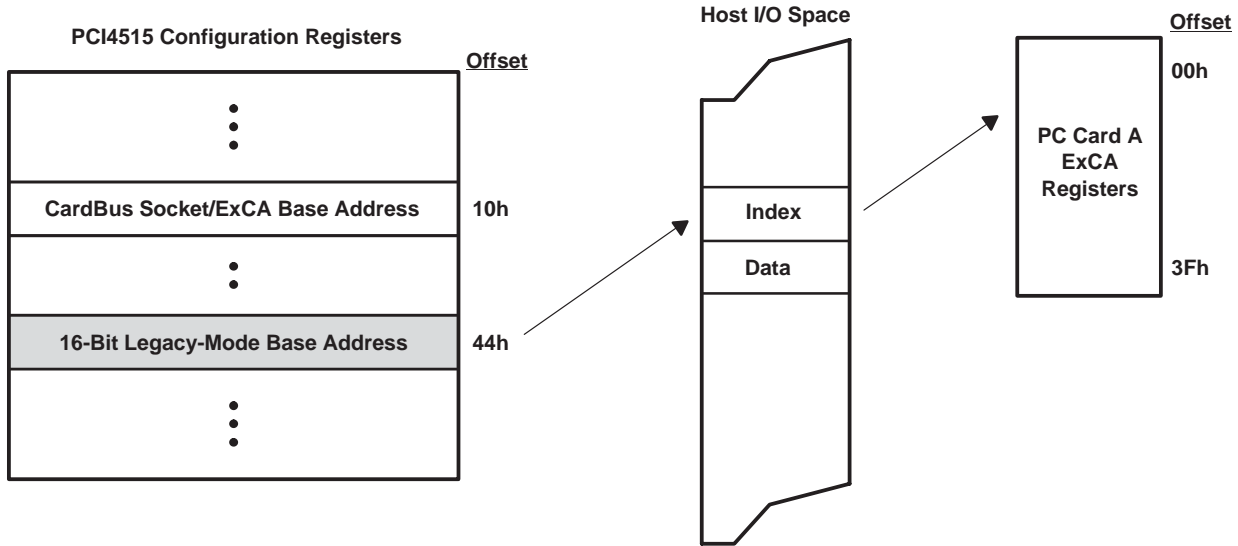 PCI4515 Configuration Registers
Offset
CardBus Socket/ExCA Base Address
10h
16-Bit Legacy-Mode Base Address
44h
Host I/O Space
Index
Data
Offset
00h
PC Card A
ExCA
Registers
3Fh